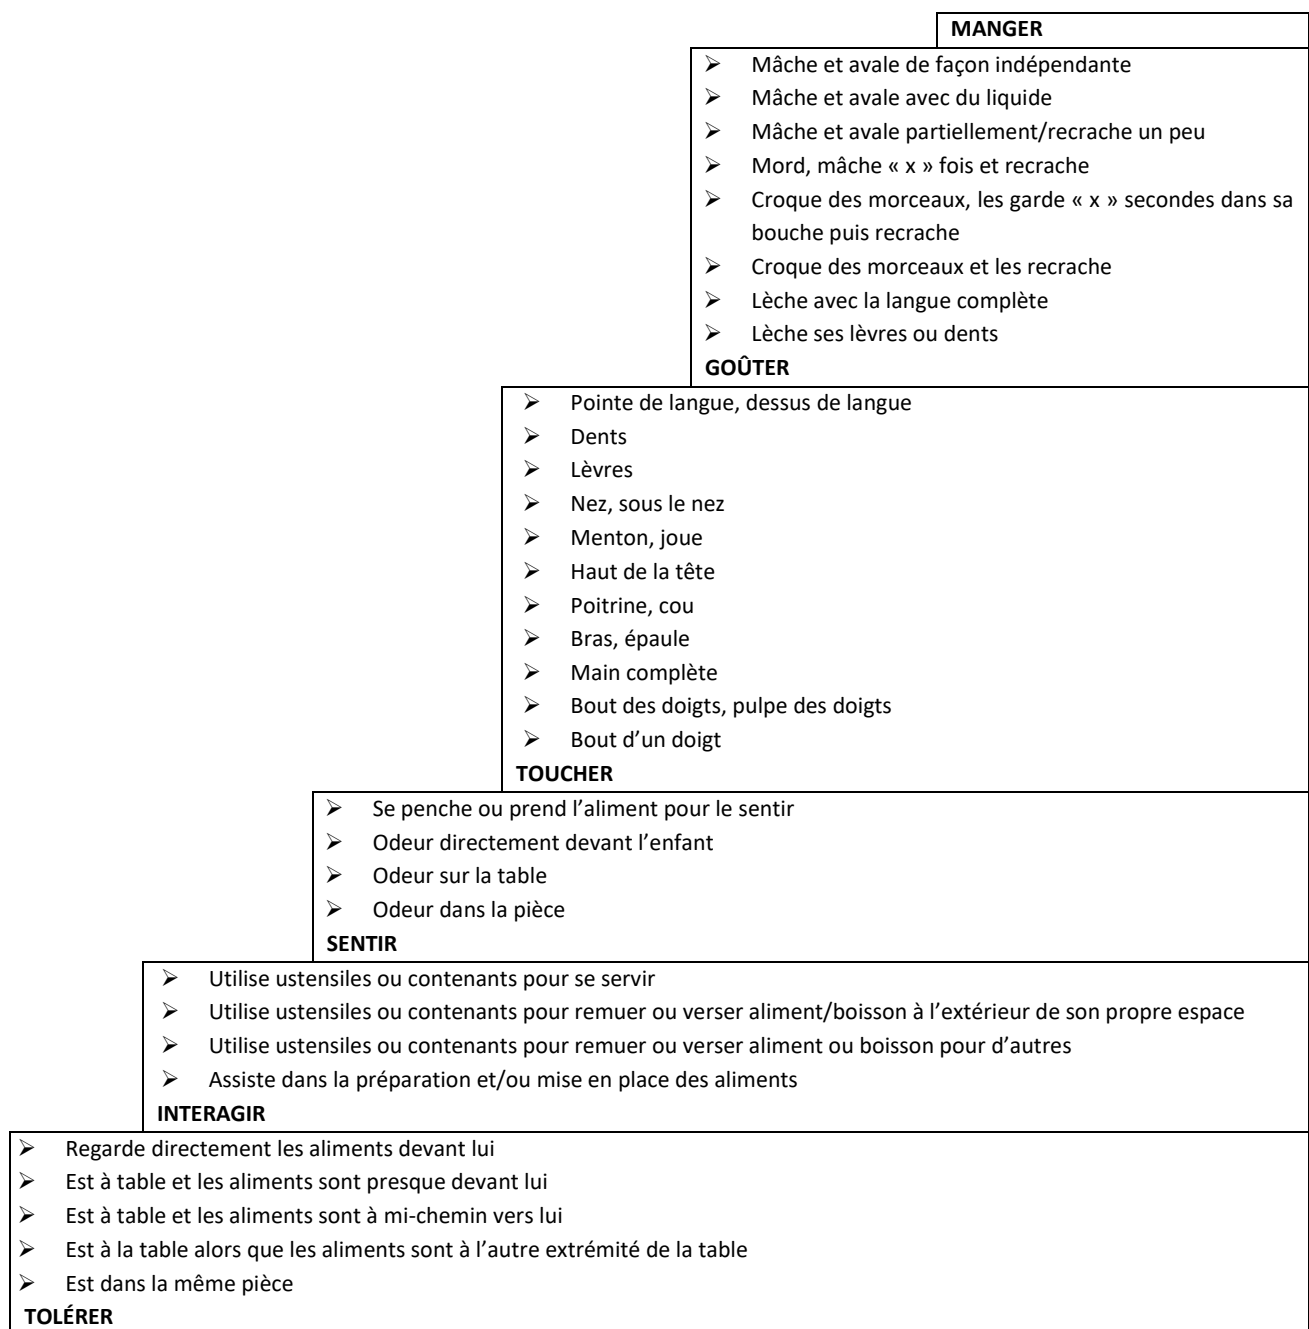 MANGER
➢ Mâche et avale de façon indépendante
➢ Mâche et avale avec du liquide
➢ Mâche et avale partiellement/recrache un peu
➢ Mord, mâche « x » fois et recrache
➢ Croque des morceaux, les garde « x » secondes dans sa
bouche puis recrache
➢ Croque des morceaux et les recrache
➢ Lèche avec la langue complète
➢ Lèche ses lèvres ou dents
GOÛTER
➢ Pointe de langue, dessus de langue
➢ Dents
➢ Lèvres
➢ Nez, sous le nez
➢ Menton, joue
➢ Haut de la tête
➢ Poitrine, cou
➢ Bras, épaule
➢ Main complète
➢ Bout des doigts, pulpe des doigts
➢ Bout d’un doigt
TOUCHER
➢ Se penche ou prend l’aliment pour le sentir
➢ Odeur directement devant l’enfant
➢ Odeur sur la table
➢ Odeur dans la pièce
SENTIR
➢ Utilise ustensiles ou contenants pour se servir
➢ Utilise ustensiles ou contenants pour remuer ou verser aliment/boisson à l’extérieur de son propre espace
➢ Utilise ustensiles ou contenants pour remuer ou verser aliment ou boisson pour d’autres
➢ Assiste dans la préparation et/ou mise en place des aliments
INTERAGIR
➢ Regarde directement les aliments devant lui
➢ Est à table et les aliments sont presque devant lui
➢ Est à table et les aliments sont à mi-chemin vers lui
➢ Est à la table alors que les aliments sont à l’autre extrémité de la table
➢ Est dans la même pièce
TOLÉRER